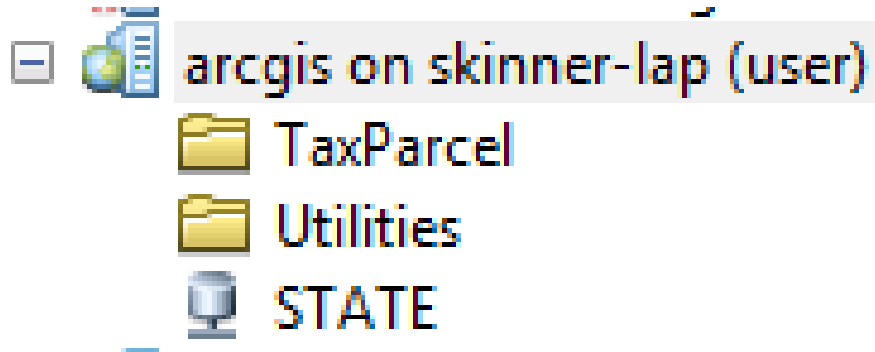 arcgis on skinner-lap (user)
TaxParcel
Utilities
STATE